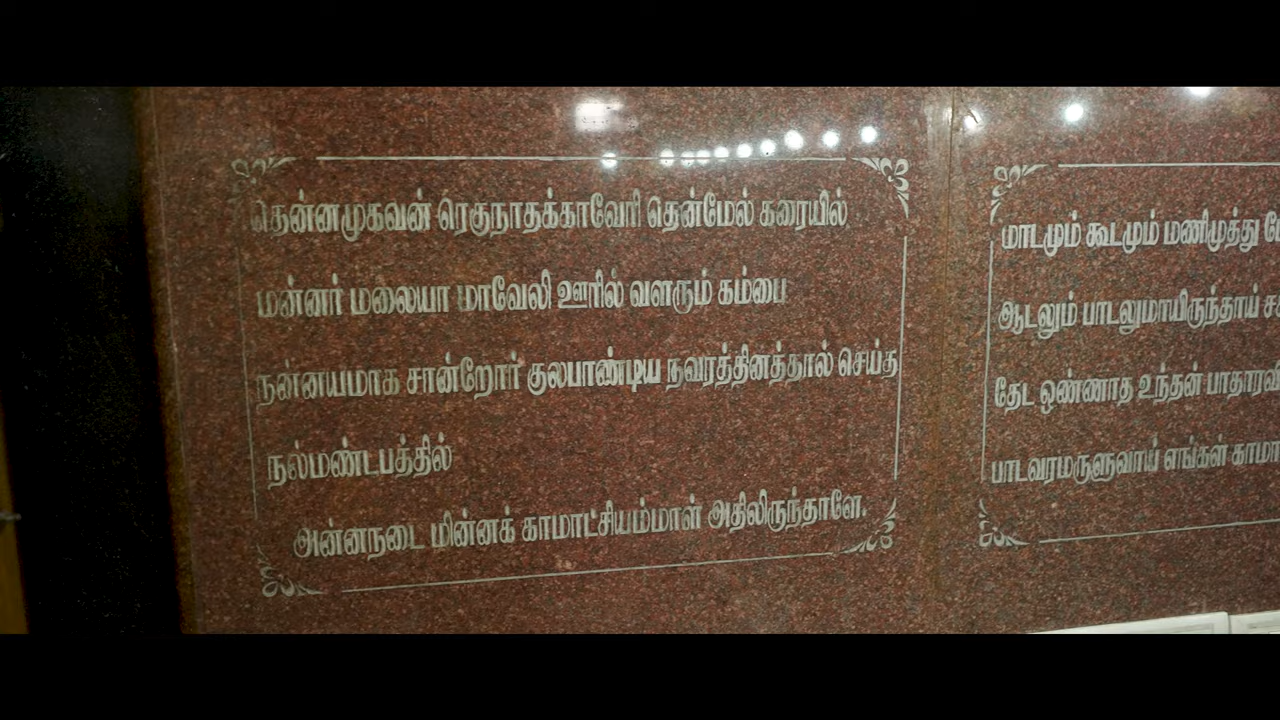 தென்னமுகவன் ரெகுநாதக்காவேரி தென்மேல் கரையில்
மன்னர் மலையா மாவேலி ஊரில் வளரும் கம்பை
நன்னயமாக சான்றோர் குலபாண்டிய நவரத்தினத்தால் செய்த
நல்மண்டபத்தில்
அன்னநடை மின்னக் காமாட்சியம்மாள் அதிலிருந்தாளே.
மாடமும் கூடமும் மணிமுத்து
ஆடலும் பாடலுமாயிருந்தாய்
தேட ஒண்ணாத உந்தன்
பாடவரமருளுவாய் எங்கள்